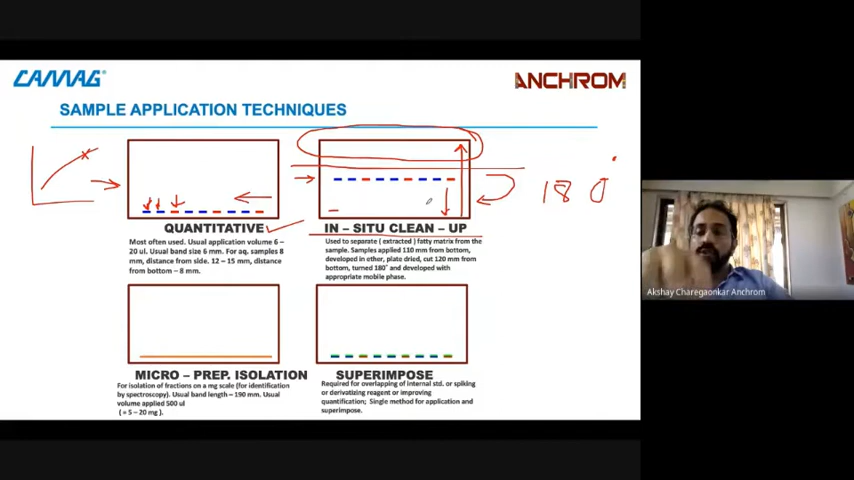 CAMAG
ANCHROM
SAMPLE APPLICATION TECHNIQUES
180°
QUANTITATIVE
Most often used. Usual application volume 6 –
20 ul. Usual band size 6 mm. For aq. samples 8
mm, distance from side. 12 – 15 mm, distance
from bottom – 8 mm.
IN – SITU CLEAN – UP
Used to separate ( extracted ) fatty matrix from the
sample. Samples applied 110 mm from bottom,
developed in ether, plate dried, cut 120 mm from
bottom, turned 180° and developed with
appropriate mobile phase.
MICRO – PREP. ISOLATION
For isolation of fractions on a mg scale (for identification
by spectroscopy). Usual band length – 190 mm. Usual
volume applied 500 ul
( = 5 – 20 mg ).
SUPERIMPOSE
Required for overlapping of internal std. or spiking
or derivatizing reagent or improving
quantification; Single method for application and
superimpose.
Akshay Charegaonkar Anchrom